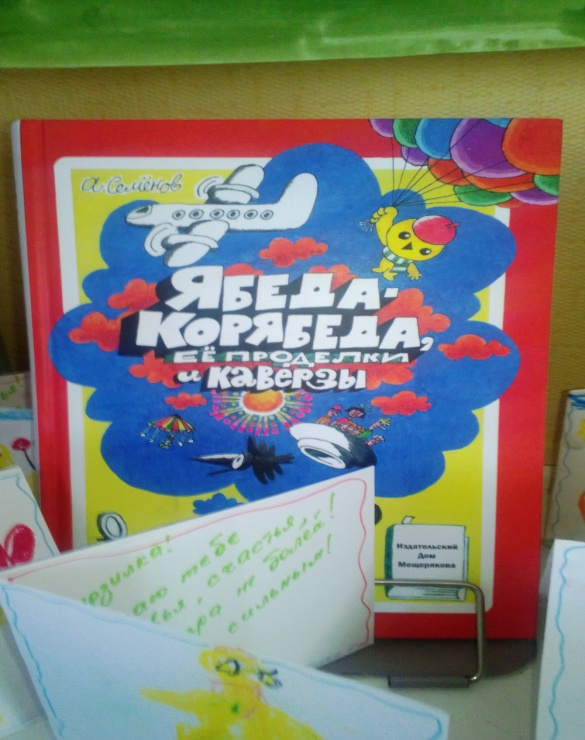 А. Семёнов
ЯБЕДА-
КОРЯБЕДА,
ЕЁ ПРОДЕЛКИ
и КАВЕРЗЫ
Издательский
Дом
Мещерякова
тебе
счастья,
не болей!
сильным!